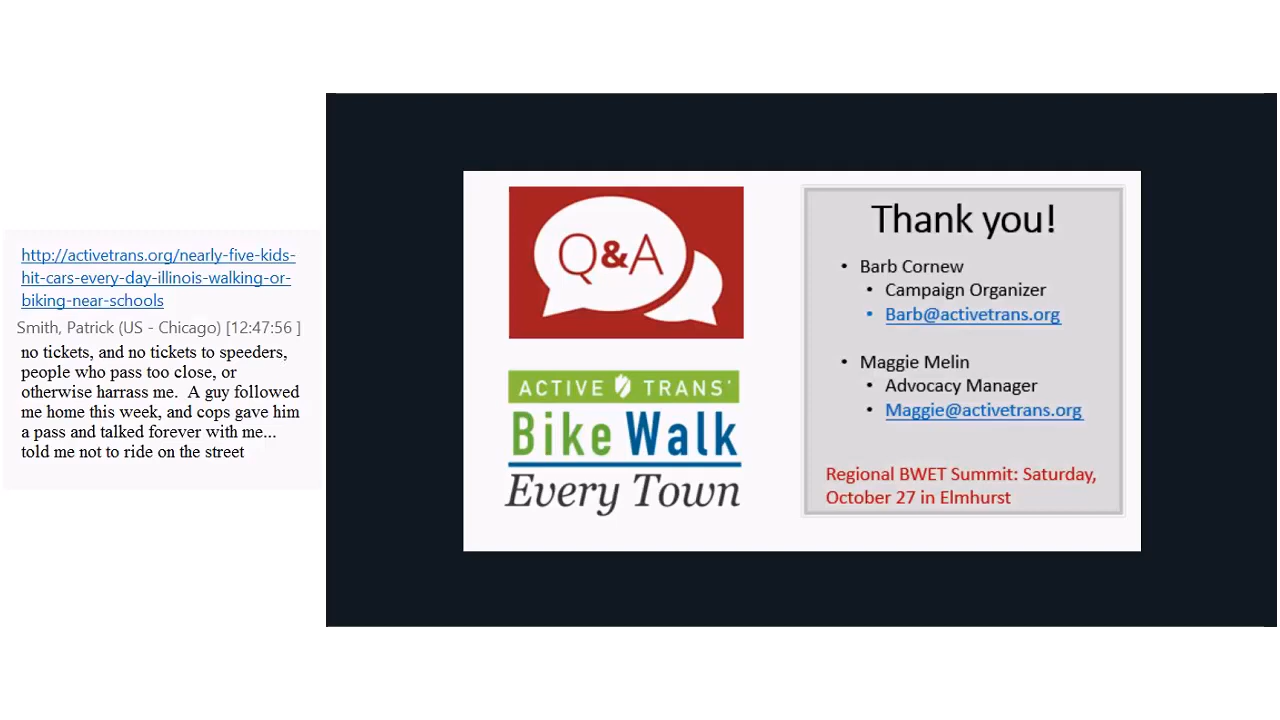 http://activetrans.org/nearly-five-kids-
hit-cars-every-day-illinois-walking-or-
biking-near-schools
Smith, Patrick (US - Chicago) [12:47:56 ]
no tickets, and no tickets to speeders,
people who pass too close, or
otherwise harrass me.  A guy followed
me home this week, and cops gave him
a pass and talked forever with me...
told me not to ride on the street
Q&A
ACTIVE TRANS
Bike Walk
Every Town
Thank you!
• Barb Cornew
• Campaign Organizer
• Barb@activetrans.org
• Maggie Melin
• Advocacy Manager
• Maggie@activetrans.org
Regional BWET Summit: Saturday,
October 27 in Elmhurst